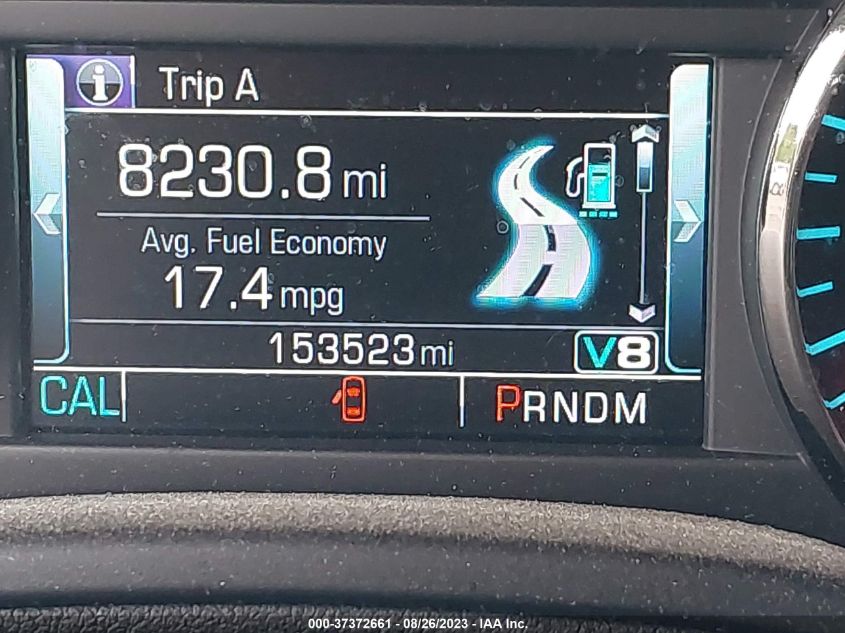 Trip A
8230.8 mi
Avg. Fuel Economy
17.4 mpg
153523 mi V8
CAL PRNDM
000-37372661 - 08/26/2023 - IAA Inc.